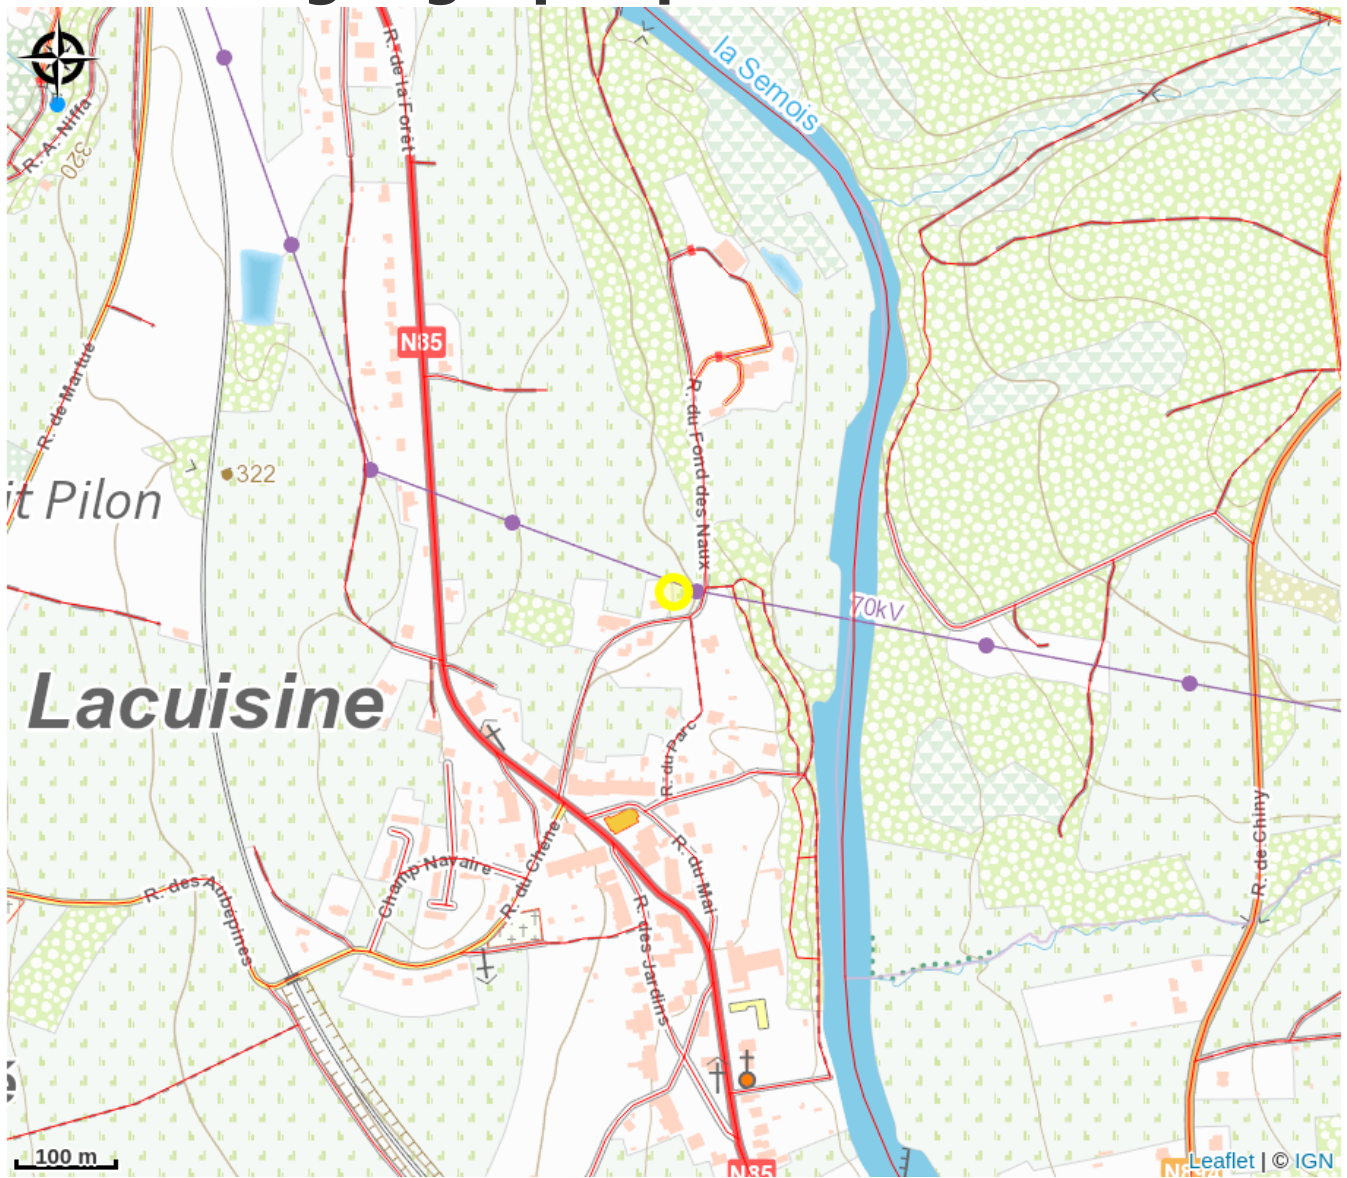 R. de la Forêt
la Semois
R. A. Niffa
320
N85
R. de Martué
R. du Fond des Naux
322
it Pilon
70kV
Lacuisine
R. du Parc
R. de Chiny
R. du Chêne
R. du Mai
Champ Navaire
R. des Aubépines
R. des Jardins
100 m
N85
Leaflet | © IGN